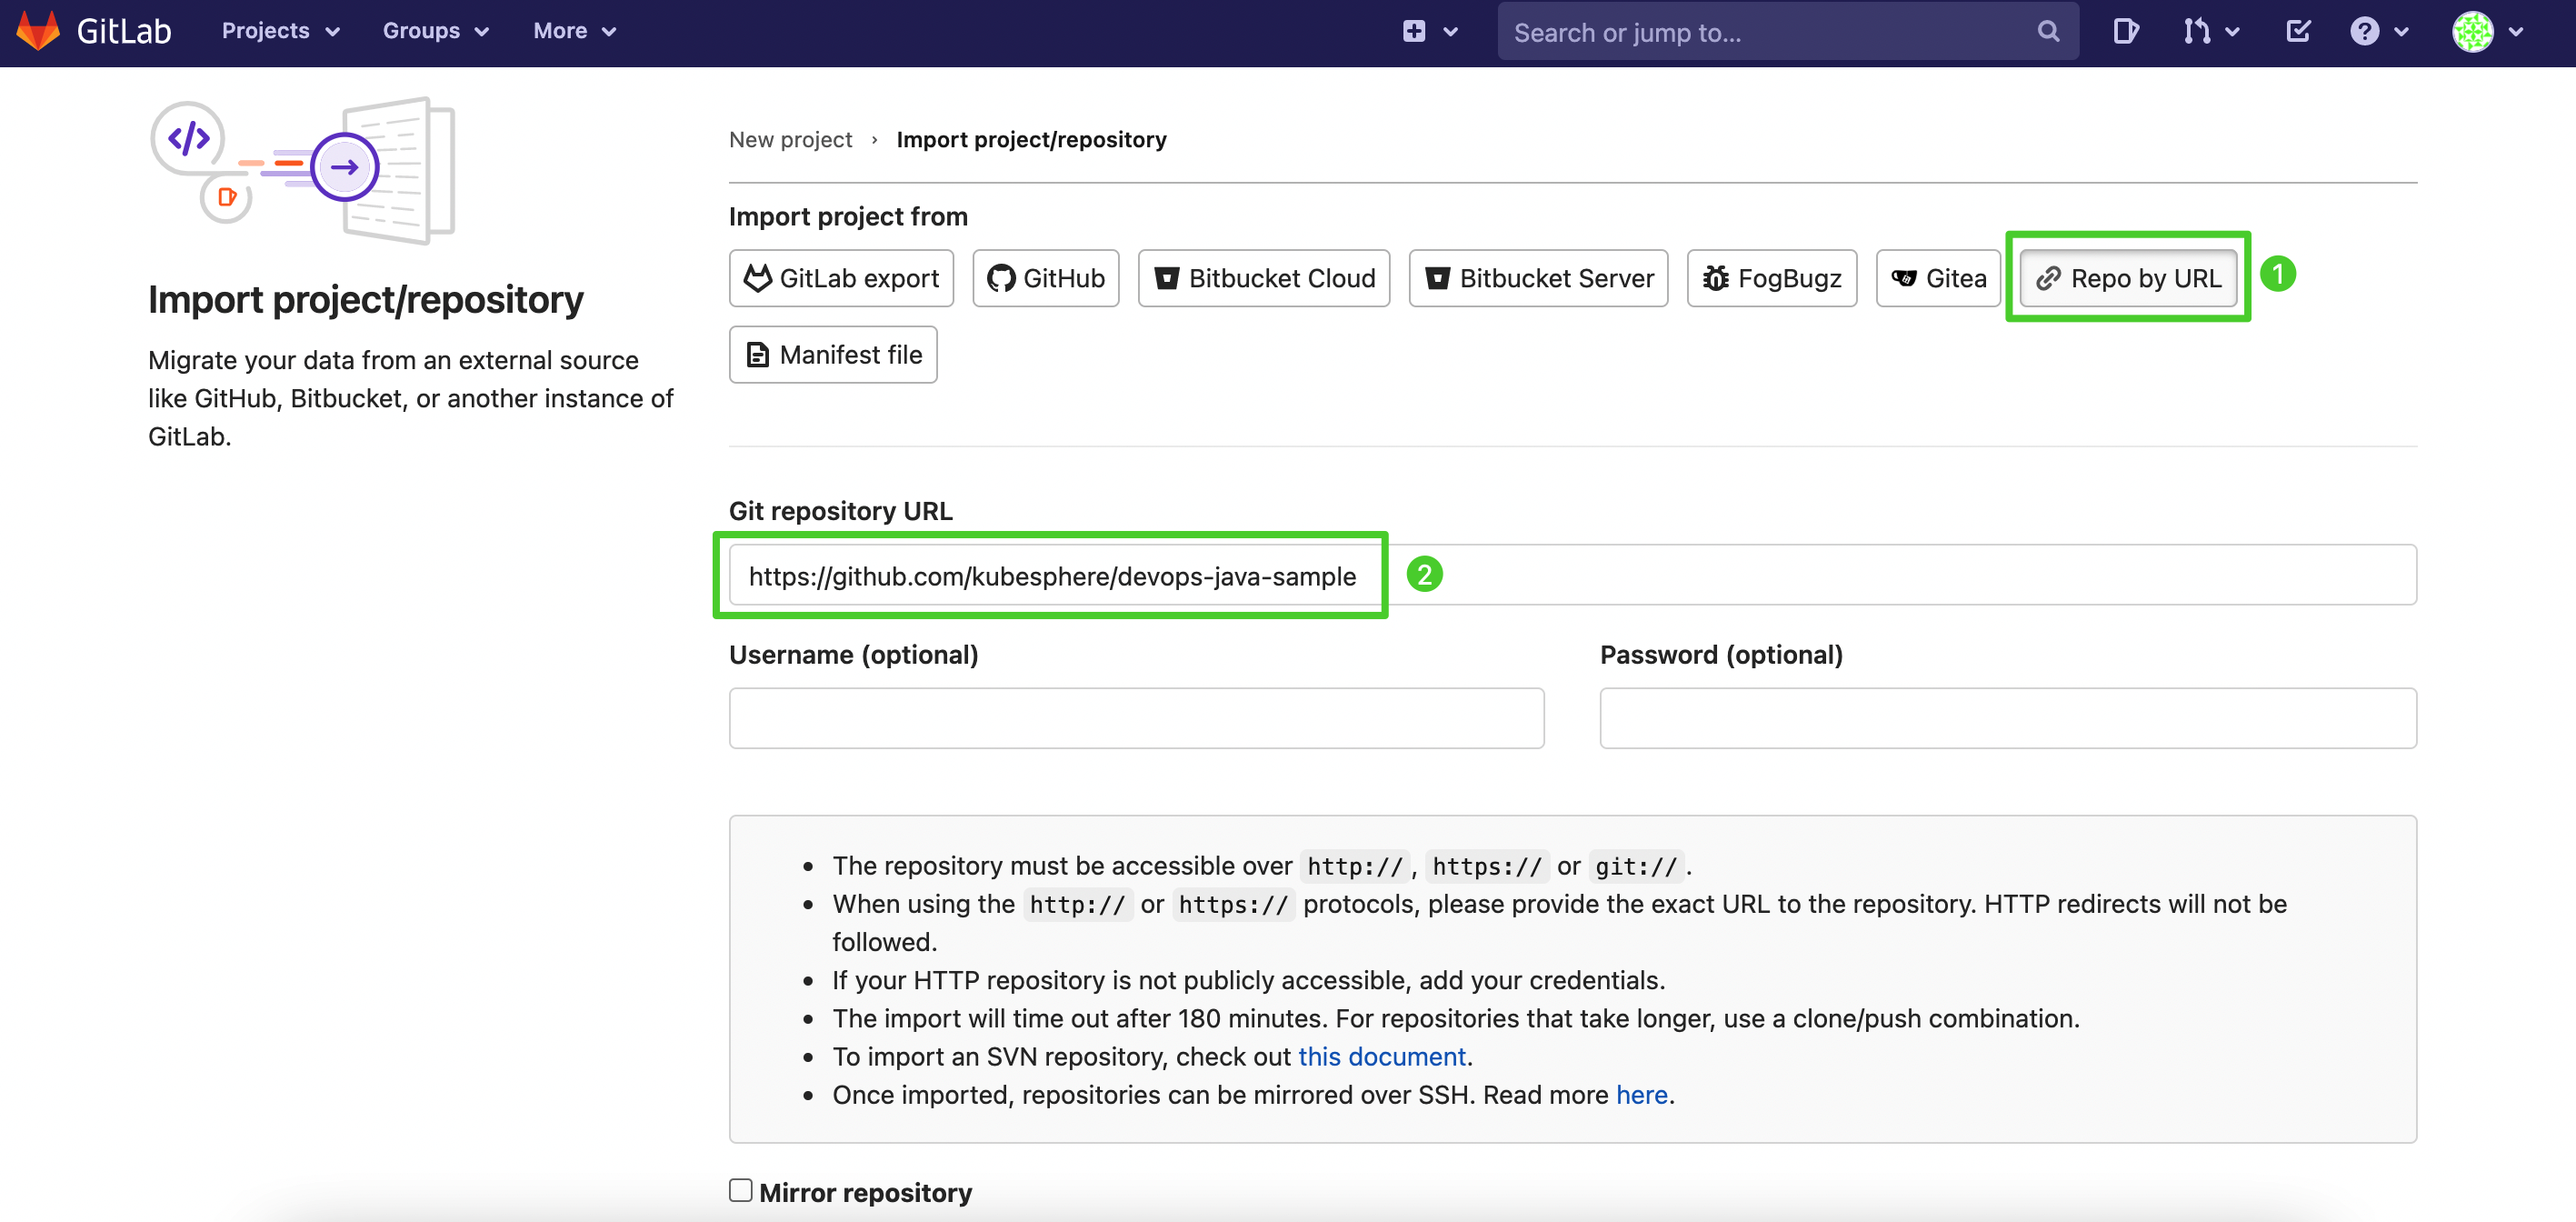 GitLab Projects Groups More Search or jump to...
New project › Import project/repository
Import project from
GitLab export GitHub Bitbucket Cloud Bitbucket Server FogBugz Gitea Repo by URL 1
Manifest file
Import project/repository
Migrate your data from an external source
like GitHub, Bitbucket, or another instance of
GitLab.
Git repository URL
https://github.com/kubesphere/devops-java-sample 2
Username (optional) Password (optional)
• The repository must be accessible over http://, https:// or git://.
• When using the http:// or https:// protocols, please provide the exact URL to the repository. HTTP redirects will not be
followed.
• If your HTTP repository is not publicly accessible, add your credentials.
• The import will time out after 180 minutes. For repositories that take longer, use a clone/push combination.
• To import an SVN repository, check out this document.
• Once imported, repositories can be mirrored over SSH. Read more here.
Mirror repository